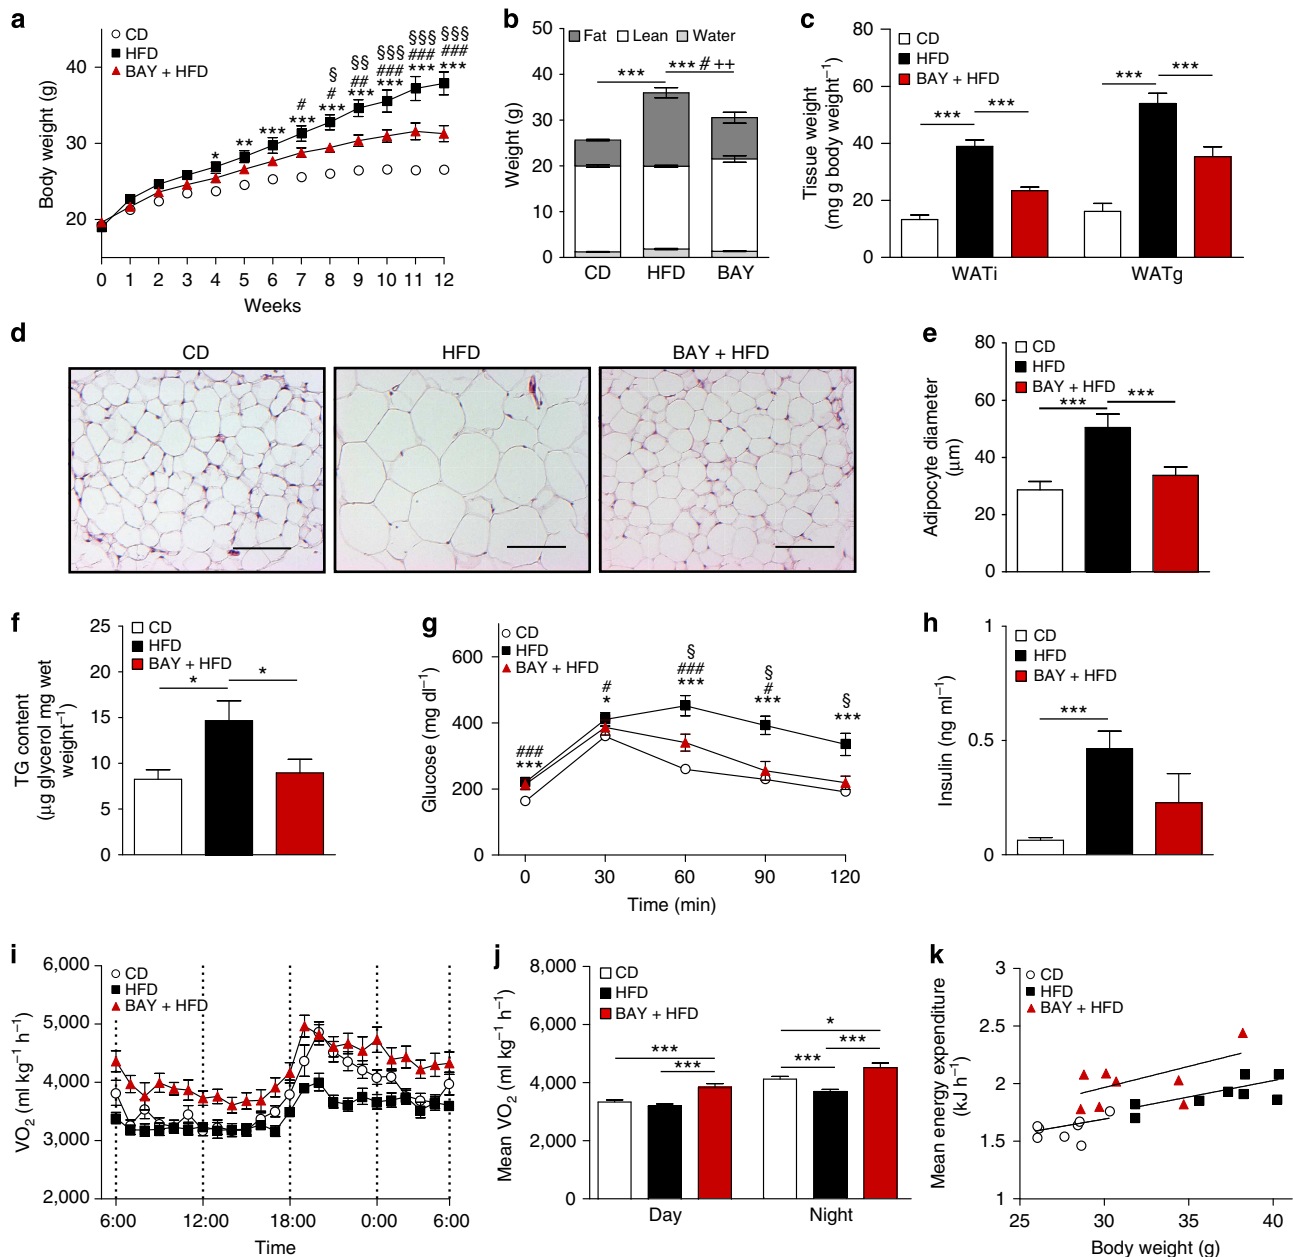 a
CD
HFD
BAY + HFD
Body weight (g)
40
30
20
*
**
***
#
***
§
#
***
§§
##
***
§§§
###
***
§§§
###
***
§§§
###
***
0 1 2 3 4 5 6 7 8 9 10 11 12
Weeks
b
Fat Lean Water
Weight (g)
50
40
30
20
10
0
***
*** # ++
CD HFD BAY
c
CD
HFD
BAY + HFD
Tissue weight
(mg g body weight⁻¹)
80
60
40
20
0
*** ***
*** ***
WATi WATg
d
CD HFD BAY + HFD
e
CD
HFD
BAY + HFD
Adipocyte diameter
(μm)
80
60
40
20
0
*** ***
f
CD
HFD
BAY + HFD
TG content
(μg glycerol mg wet
weight⁻¹)
25
20
15
10
5
0
* *
g
CD
HFD
BAY + HFD
Glucose (mg dl⁻¹)
600
400
200
0
###
***
#
*
§
###
***
§
#
***
§
***
0 30 60 90 120
Time (min)
h
CD
HFD
BAY + HFD
Insulin (ng ml⁻¹)
1
0.5
0
***
i
CD
HFD
BAY + HFD
VO₂ (ml kg⁻¹ h⁻¹)
6,000
5,000
4,000
3,000
2,000
6:00 12:00 18:00 0:00 6:00
Time
j
CD
HFD
BAY + HFD
Mean VO₂ (ml kg⁻¹ h⁻¹)
8,000
6,000
4,000
2,000
0
***
***
*
***
***
Day Night
k
CD
HFD
BAY + HFD
Mean energy expenditure
(kJ h⁻¹)
3
2.5
2
1.5
1
25 30 35 40
Body weight (g)